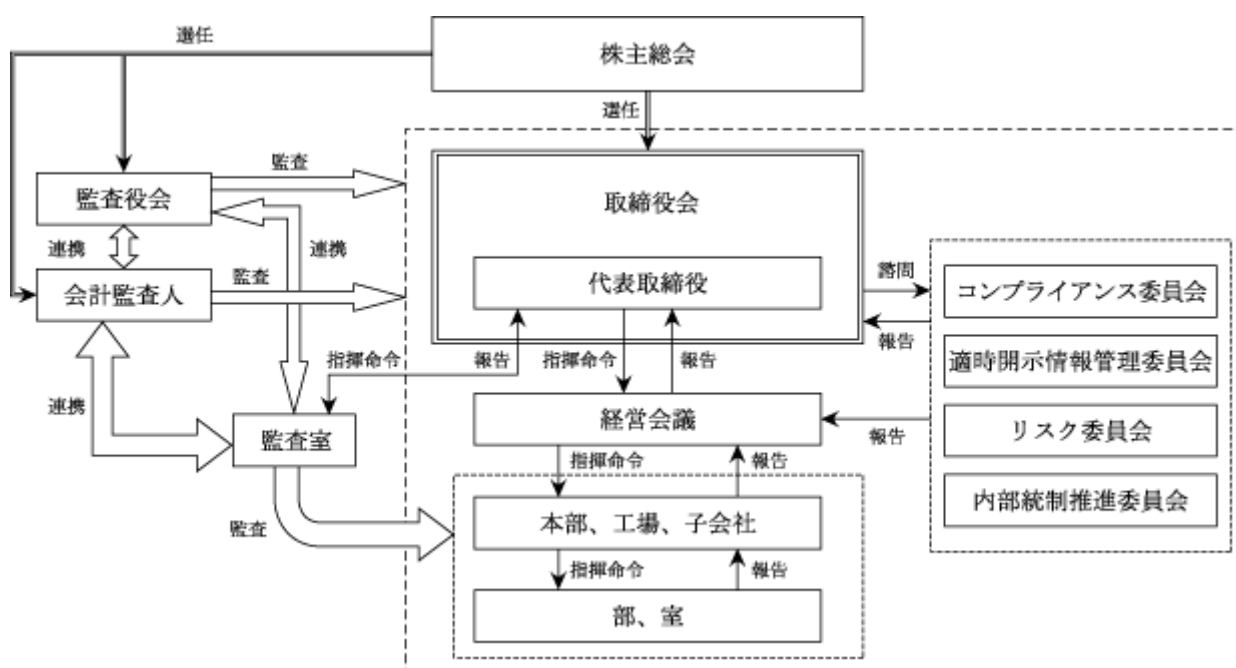 選任
株主総会
選任
監査
監査役会
取締役会
連携
連携
諮問
コンプライアンス委員会
会計監査人
監査
代表取締役
報告
指揮命令
報告
指揮命令
報告
適時開示情報管理委員会
連携
監査室
経営会議
報告
リスク委員会
指揮命令
報告
内部統制推進委員会
監査
本部、工場、子会社
指揮命令
報告
部、室